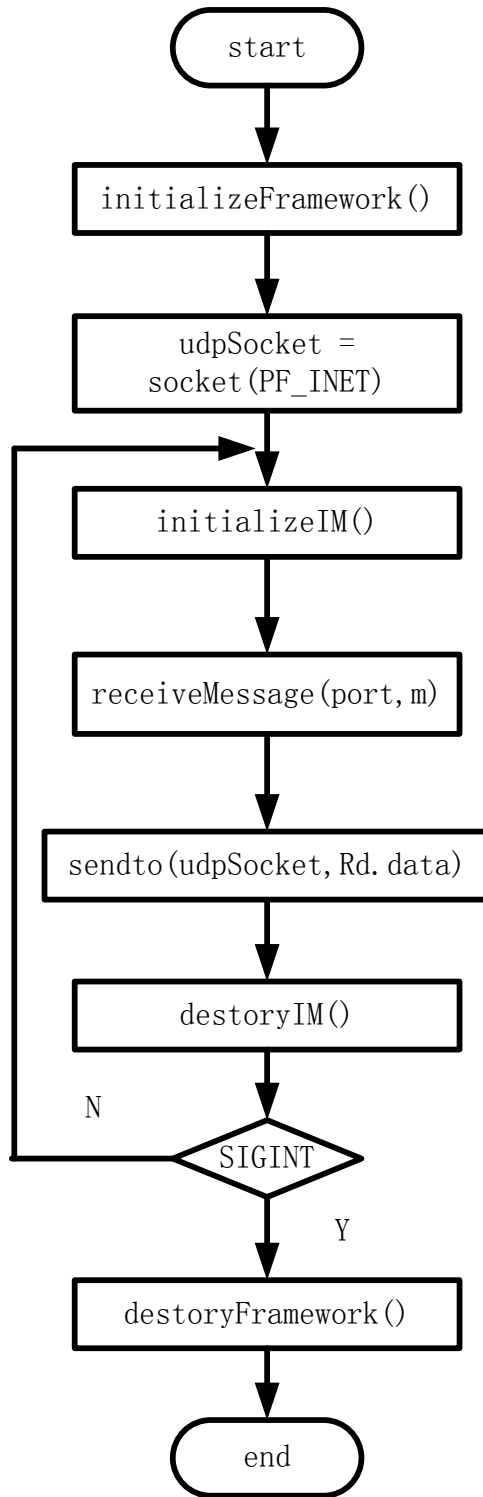 start
initializeFramework()
udpSocket =
socket(PF_INET)
initializeIM()
receiveMessage(port,m)
sendto(udpSocket,Rd.data)
destoryIM()
N
SIGINT
Y
destoryFramework()
end